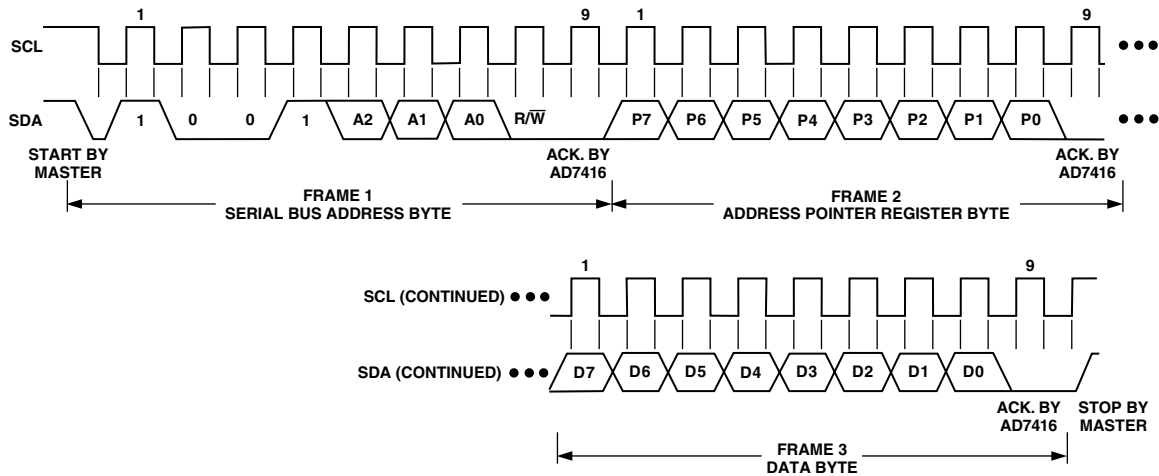 1 9 1 9
SCL
SDA 1 0 0 1 A2 A1 A0 R/W̅ P7 P6 P5 P4 P3 P2 P1 P0
START BY
MASTER
ACK. BY
AD7416
ACK. BY
AD7416
FRAME 1
SERIAL BUS ADDRESS BYTE
FRAME 2
ADDRESS POINTER REGISTER BYTE
1 9
SCL (CONTINUED)
SDA (CONTINUED) D7 D6 D5 D4 D3 D2 D1 D0
ACK. BY
AD7416
STOP BY
MASTER
FRAME 3
DATA BYTE